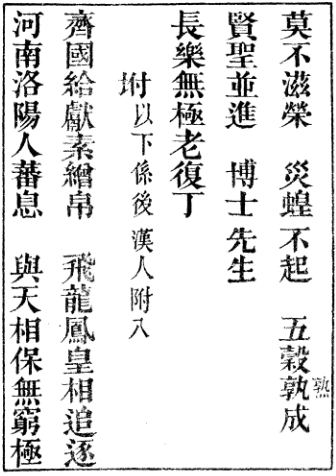 莫不滋榮　災蝗不起　五穀孰成
熟
賢聖並進　博士先生
長樂無極老復丁
坿　以下係後漢人附入
齊國給獻素繒帛　飛龍鳳皇相追逐
河南洛陽人蕃息　與天相保無窮極